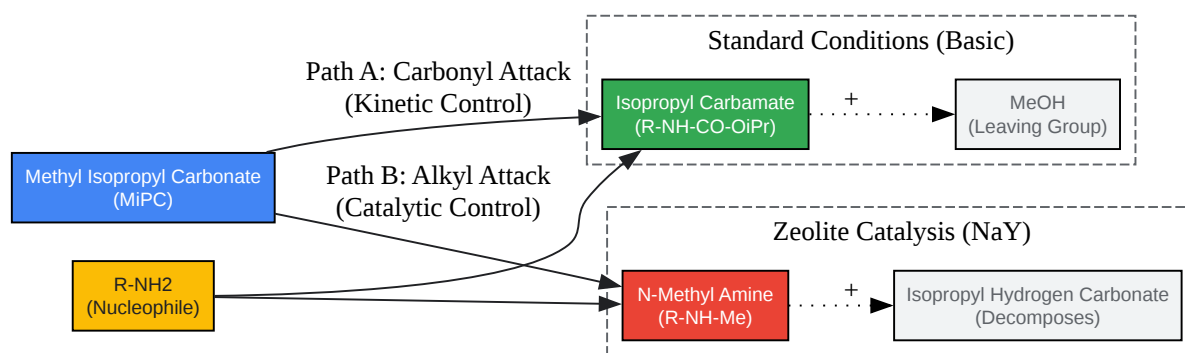 Standard Conditions (Basic)
Path A: Carbonyl Attack
(Kinetic Control)
Isopropyl Carbamate
(R-NH-CO-OiPr)
+
MeOH
(Leaving Group)
Methyl Isopropyl Carbonate
(MiPC)
Path B: Alkyl Attack
(Catalytic Control)
Zeolite Catalysis (NaY)
R-NH2
(Nucleophile)
N-Methyl Amine
(R-NH-Me)
+
Isopropyl Hydrogen Carbonate
(Decomposes)